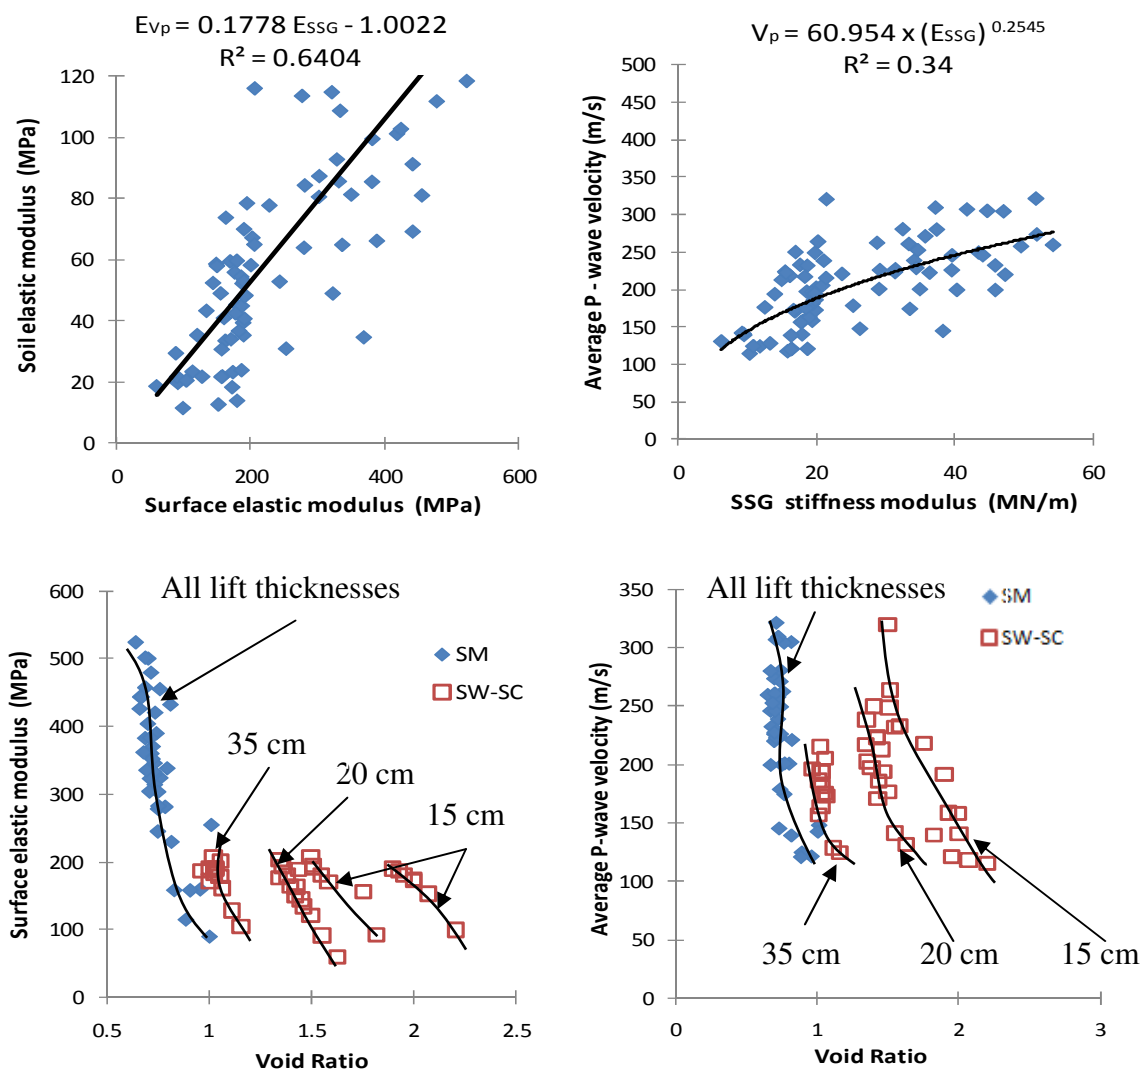 E_Vp = 0.1778 E_SSG - 1.0022
R² = 0.6404
Soil elastic modulus (MPa)
120
100
80
60
40
20
0
0 200 400 600
Surface elastic modulus (MPa)
V_p = 60.954 x (E_SSG) ^0.2545
R² = 0.34
Average P - wave velocity (m/s)
500
450
400
350
300
250
200
150
100
50
0
0 20 40 60
SSG stiffness modulus (MN/m)
All lift thicknesses
Surface elastic modulus (MPa)
600
500
400
300
200
100
0
SM
SW-SC
35 cm
20 cm
15 cm
0.5 1 1.5 2 2.5
Void Ratio
All lift thicknesses
Average P-wave velocity (m/s)
350
300
250
200
150
100
50
0
SM
SW-SC
35 cm
20 cm
15 cm
0 1 2 3
Void Ratio